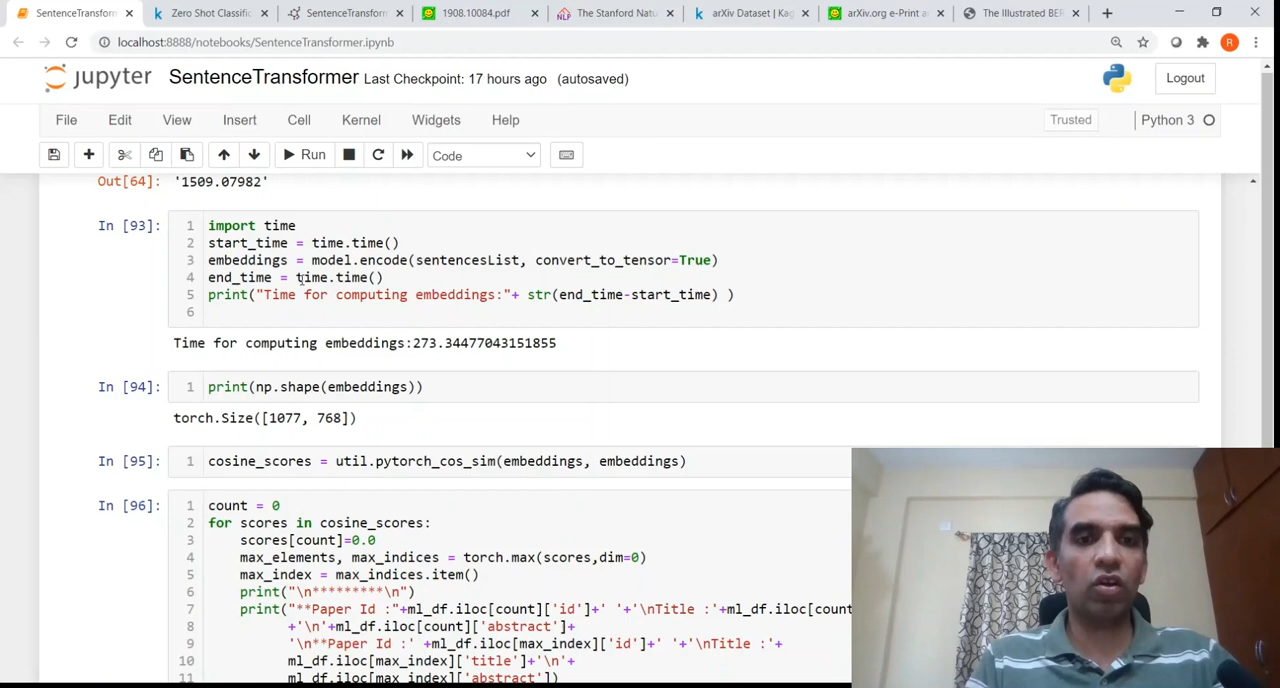 SentenceTransform
Zero Shot Classific
SentenceTransform
1908.10084.pdf
The Stanford Natu
arXiv Dataset | Kag
arXiv.org e-Print ar
The Illustrated BER
localhost:8888/notebooks/SentenceTransformer.ipynb
R
jupyter SentenceTransformer Last Checkpoint: 17 hours ago (autosaved)
Logout
File Edit View Insert Cell Kernel Widgets Help
Trusted
Python 3
Run
Code
Out[64]: '1509.07982'
In [93]:
1 import time
2 start_time = time.time()
3 embeddings = model.encode(sentencesList, convert_to_tensor=True)
4 end_time = time.time()
5 print("Time for computing embeddings:"+ str(end_time-start_time) )
6
Time for computing embeddings:273.34477043151855
In [94]: 1 print(np.shape(embeddings))
torch.Size([1077, 768])
In [95]: 1 cosine_scores = util.pytorch_cos_sim(embeddings, embeddings)
In [96]:
1 count = 0
2 for scores in cosine_scores:
3 scores[count]=0.0
4 max_elements, max_indices = torch.max(scores,dim=0)
5 max_index = max_indices.item()
6 print("\n*********\n")
7 print("**Paper Id :"+ml_df.iloc[count]['id']+' '+'\nTitle :'+ml_df.iloc[count
8 +'\n'+ml_df.iloc[count]['abstract']+
9 '\n**Paper Id :' +ml_df.iloc[max_index]['id']+' '+'\nTitle :'+
10 ml_df.iloc[max_index]['title']+'\n'+
11 ml_df.iloc[max_index]['abstract'])